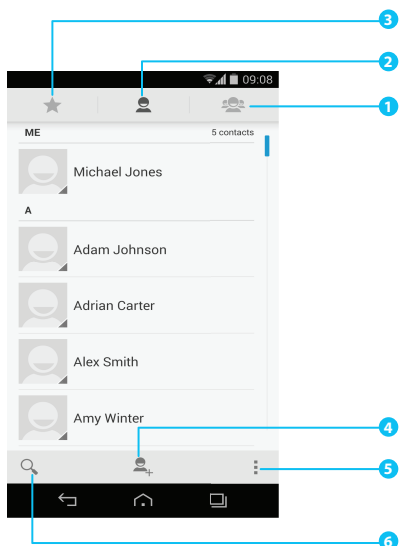 3
2
09:08
1
ME 5 contacts
Michael Jones
A
Adam Johnson
Adrian Carter
Alex Smith
Amy Winter
4
5
6